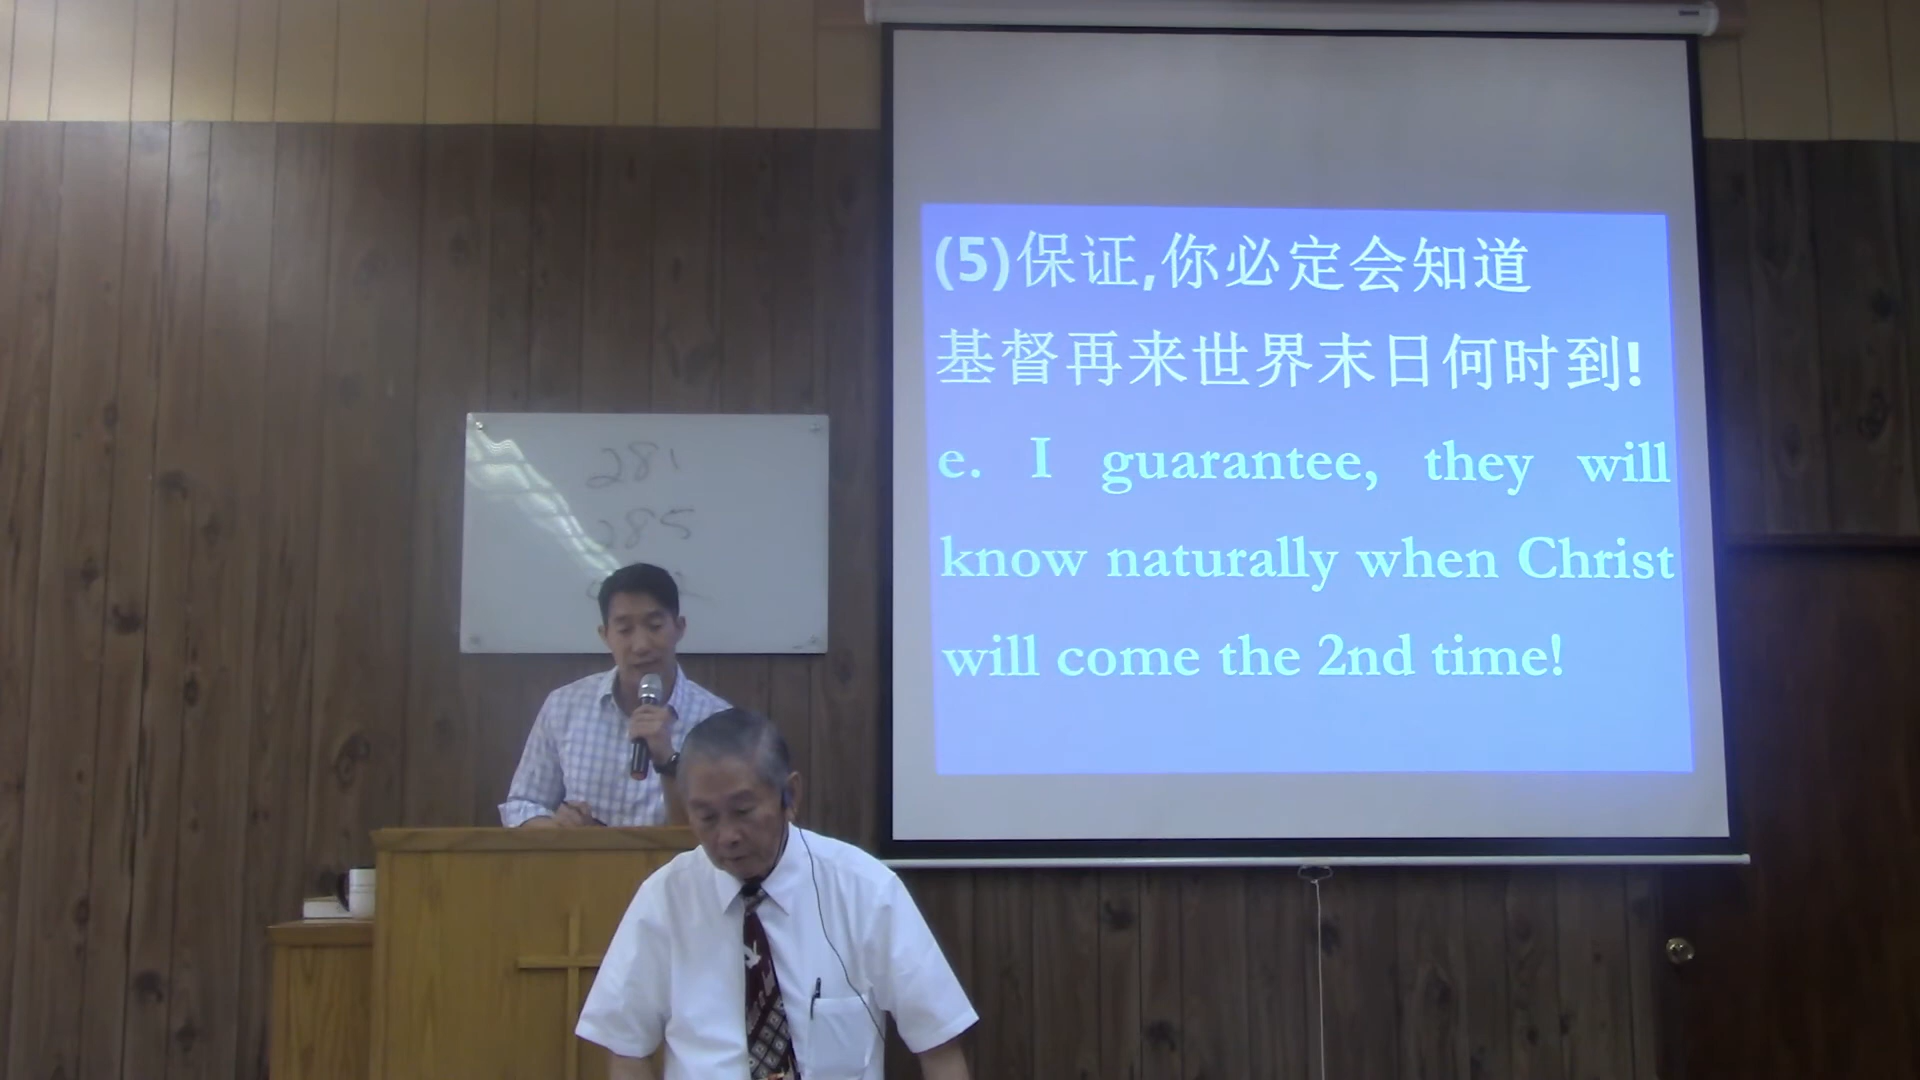 (5)保证,你必定会知道
基督再来世界末日何时到!
e. I guarantee, they will
know naturally when Christ
will come the 2nd time!
281
285